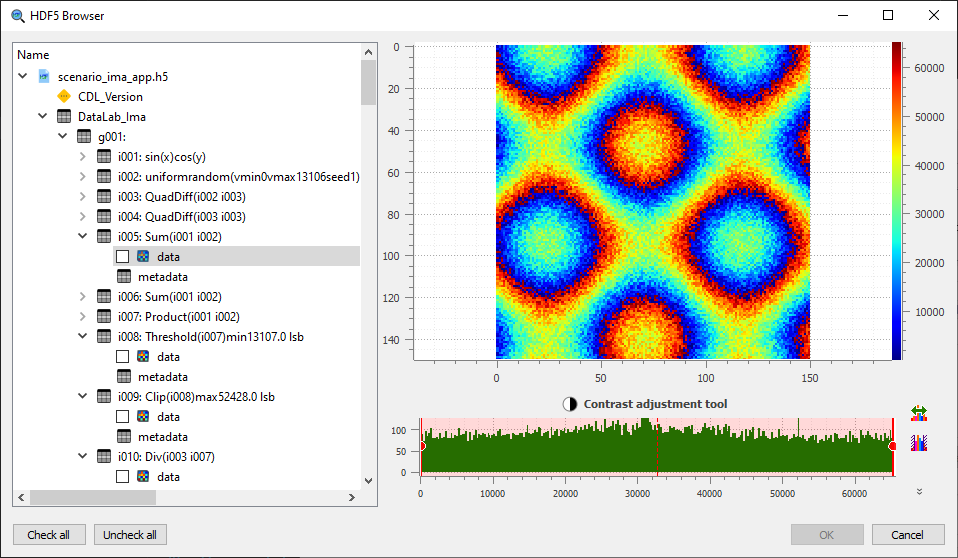 HDF5 Browser
Name
scenario_ima_app.h5
CDL_Version
DataLab_Ima
g001:
i001: sin(x)cos(y)
i002: uniformrandom(vmin0vmax13106seed1)
i003: QuadDiff(i002 i003)
i004: QuadDiff(i003 i003)
i005: Sum(i001 i002)
data
metadata
i006: Sum(i001 i002)
i007: Product(i001 i002)
i008: Threshold(i007)min13107.0 lsb
data
metadata
i009: Clip(i008)max52428.0 lsb
data
metadata
i010: Div(i003 i007)
data
0
20
40
60
80
100
120
140
0 50 100 150
60000
50000
40000
30000
20000
10000
Contrast adjustment tool
100
50
0
0 10000 20000 30000 40000 50000 60000
Check all Uncheck all OK Cancel